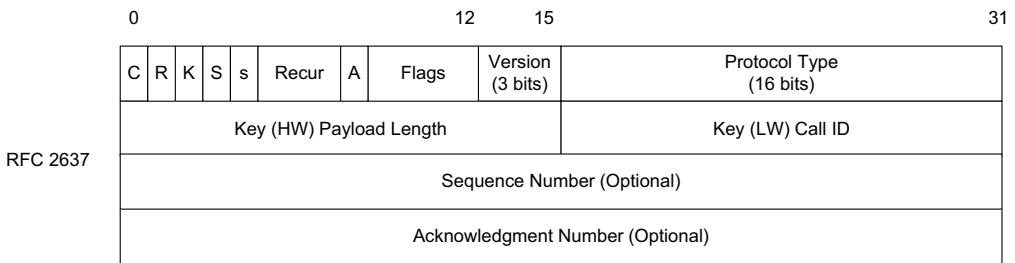 0 12 15 31
C R K S s Recur A Flags Version (3 bits) Protocol Type (16 bits)
Key (HW) Payload Length Key (LW) Call ID
RFC 2637
Sequence Number (Optional)
Acknowledgment Number (Optional)